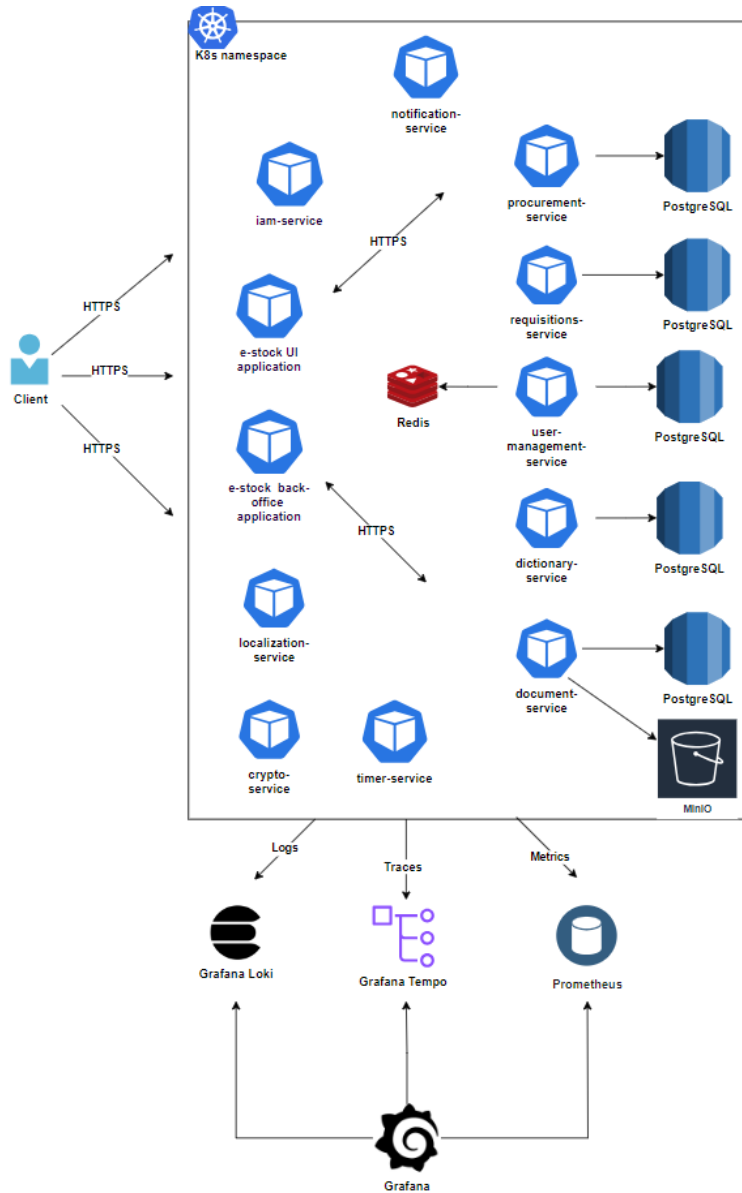 K8s namespace
notification-
service
iam-service
procurement-
service
PostgreSQL
HTTPS
HTTPS
requisitions-
service
PostgreSQL
e-stock UI
application
HTTPS
Client
Redis
user-
management-
service
PostgreSQL
HTTPS
e-stock back-
office
application
HTTPS
dictionary-
service
PostgreSQL
localization-
service
document-
service
PostgreSQL
crypto-
service
timer-service
MinIO
Logs
Traces
Metrics
Grafana Loki
Grafana Tempo
Prometheus
Grafana